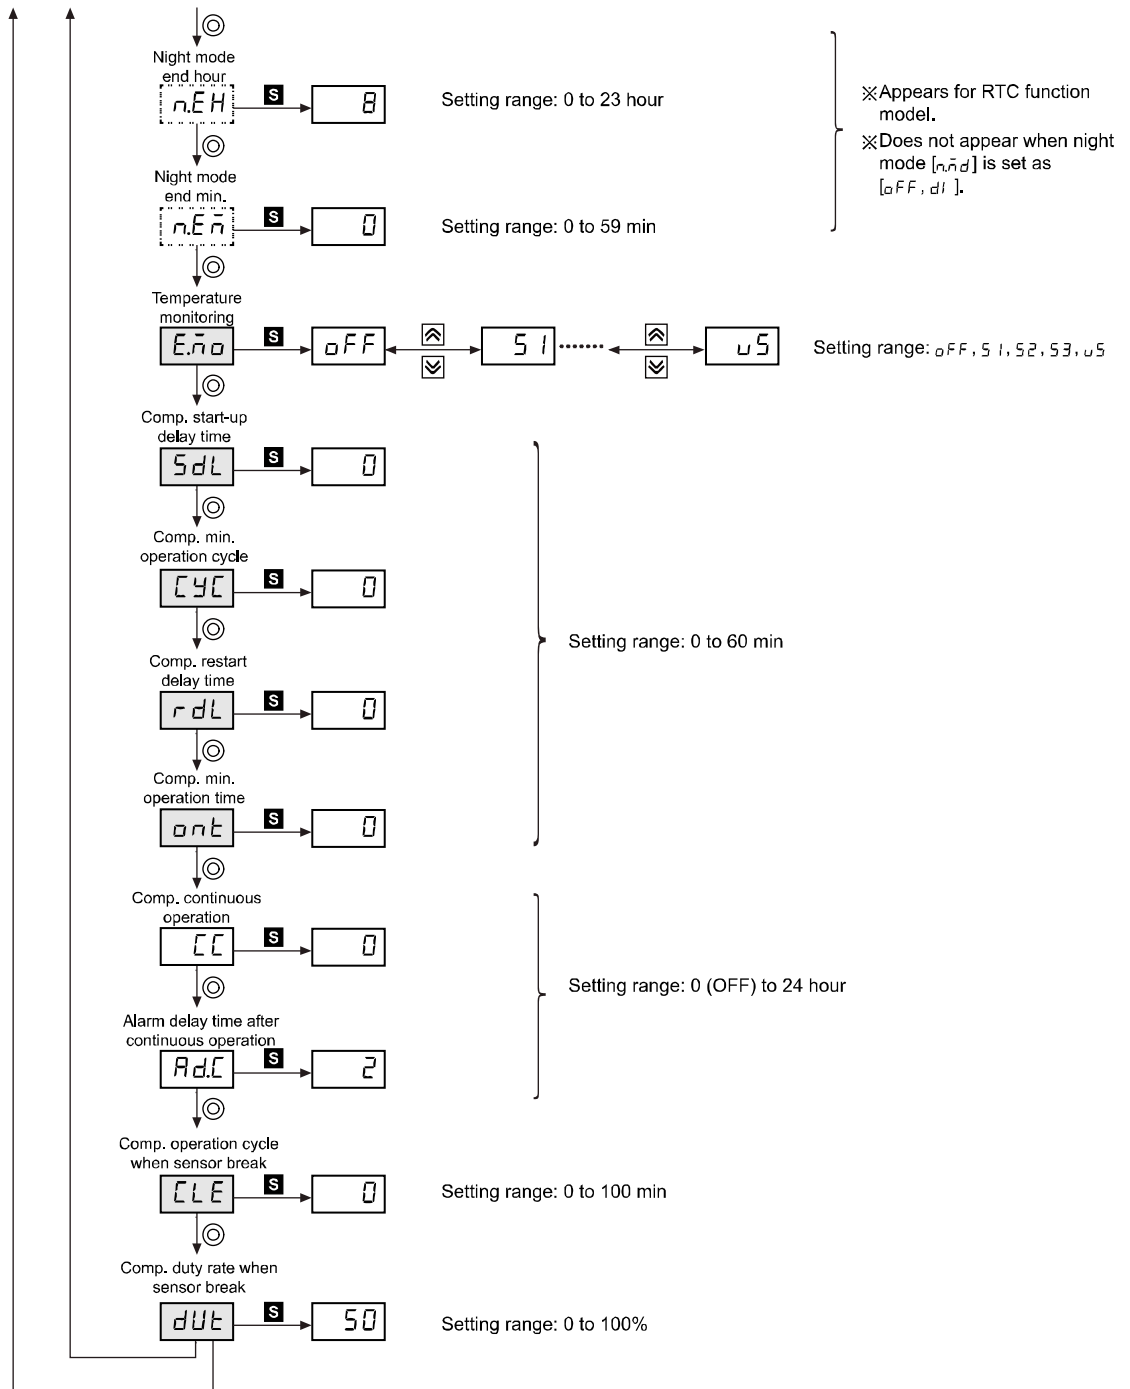 Night mode
end hour
n.EH
S
8
Setting range: 0 to 23 hour
※Appears for RTC function
model.
※Does not appear when night
mode [n.m̄d] is set as
[oFF, dI ].
Night mode
end min.
n.Em̄
S
0
Setting range: 0 to 59 min
Temperature
monitoring
E.m̄o
S
oFF
S1
uS
Setting range: oFF, S1, S2, S3, uS
Comp. start-up
delay time
SdL
S
0
Comp. min.
operation cycle
CYC
S
0
Setting range: 0 to 60 min
Comp. restart
delay time
rdL
S
0
Comp. min.
operation time
ont
S
0
Comp. continuous
operation
CC
S
0
Setting range: 0 (OFF) to 24 hour
Alarm delay time after
continuous operation
Ad.C
S
2
Comp. operation cycle
when sensor break
CLE
S
0
Setting range: 0 to 100 min
Comp. duty rate when
sensor break
dUt
S
50
Setting range: 0 to 100%